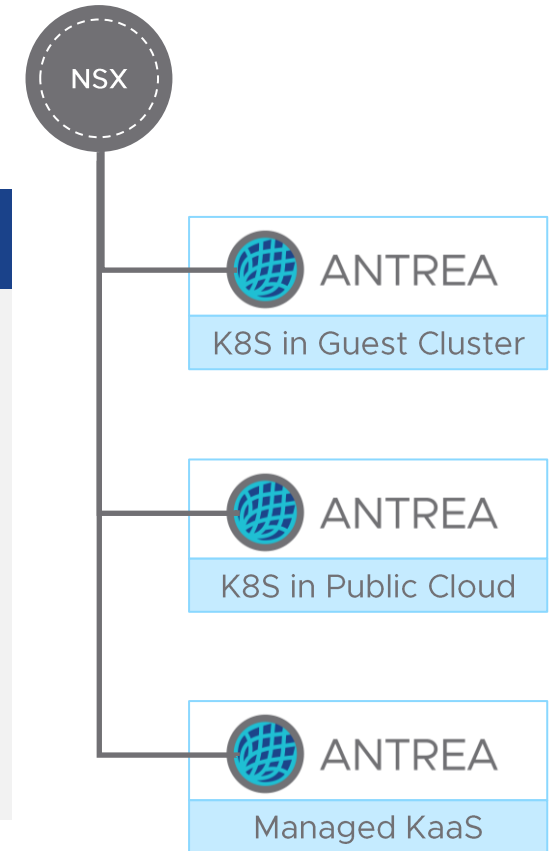 NSX
ANTREA
K8S in Guest Cluster
ANTREA
K8S in Public Cloud
ANTREA
Managed KaaS